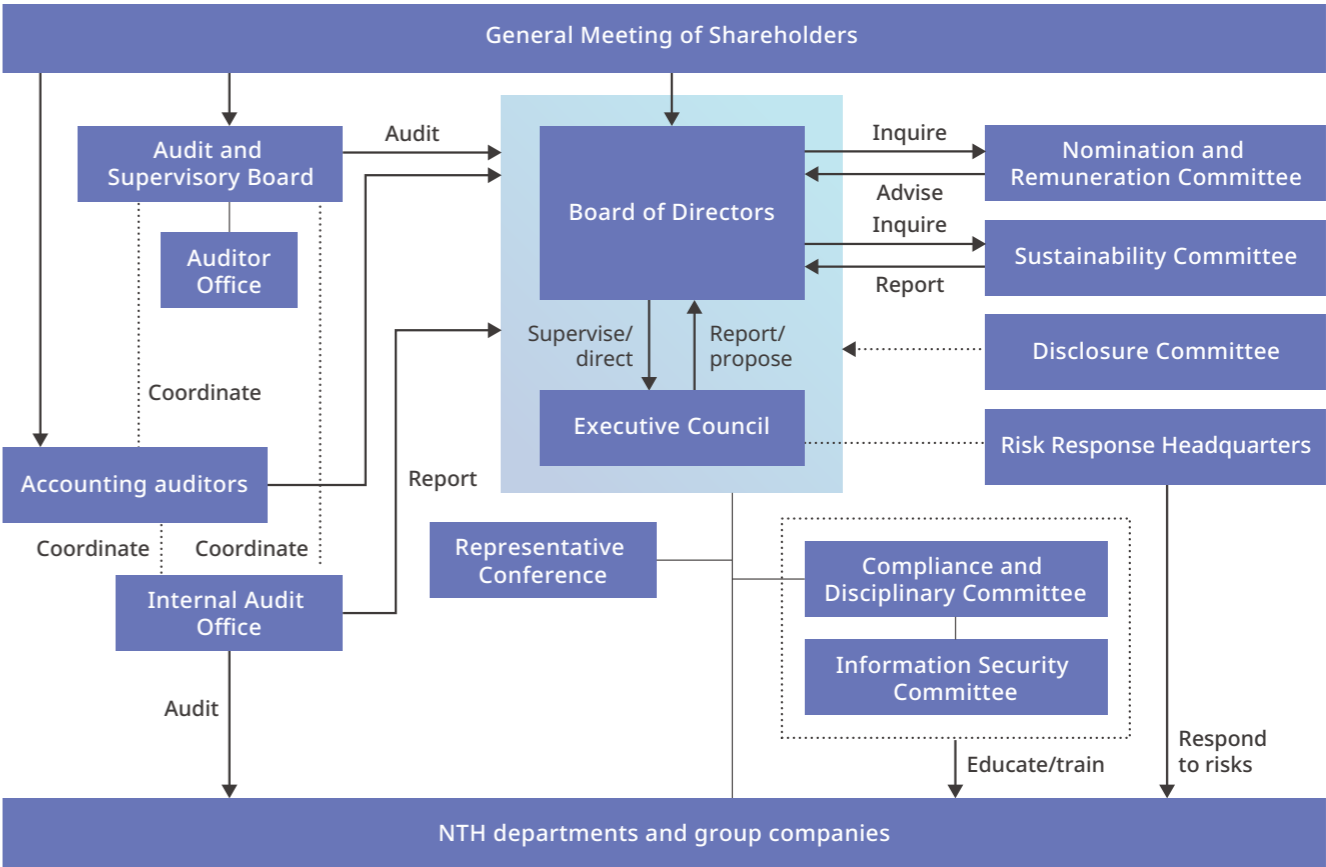 General Meeting of Shareholders
Audit and
Supervisory Board
Audit
Board of Directors
Inquire
Nomination and
Remuneration Committee
Advise
Inquire
Sustainability Committee
Report
Auditor
Office
Supervise/
direct
Report/
propose
Disclosure Committee
Coordinate
Executive Council
Risk Response Headquarters
Accounting auditors
Report
Coordinate
Coordinate
Representative
Conference
Compliance and
Disciplinary Committee
Internal Audit
Office
Information Security
Committee
Audit
Educate/train
Respond
to risks
NTH departments and group companies